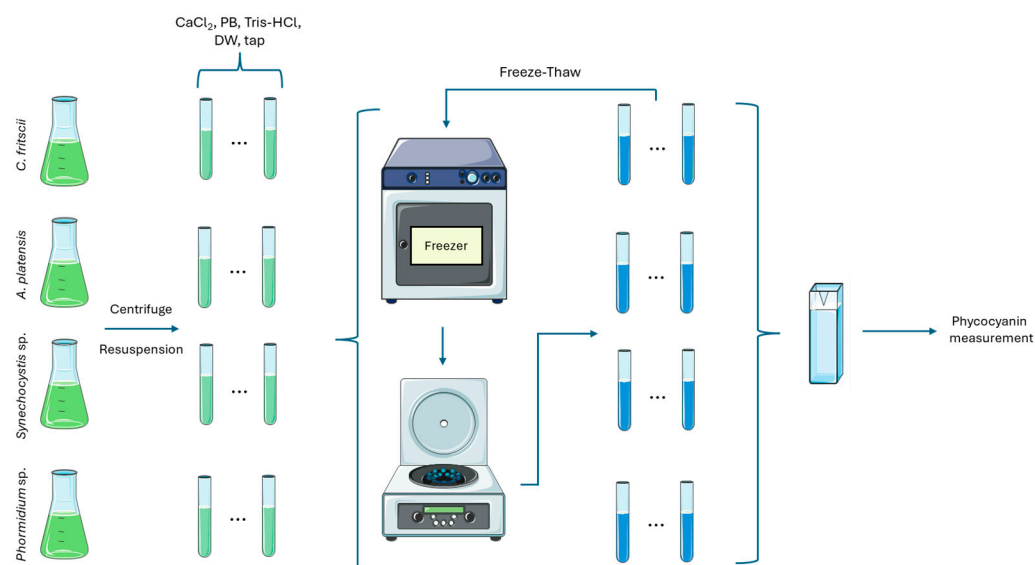 CaCl₂, PB, Tris-HCl,
DW, tap
Freeze-Thaw
C. fritscii
A. platensis
Synechocystis sp.
Phormidium sp.
Centrifuge
Resuspension
...
...
...
...
Freezer
...
...
...
...
Phycocyanin
measurement